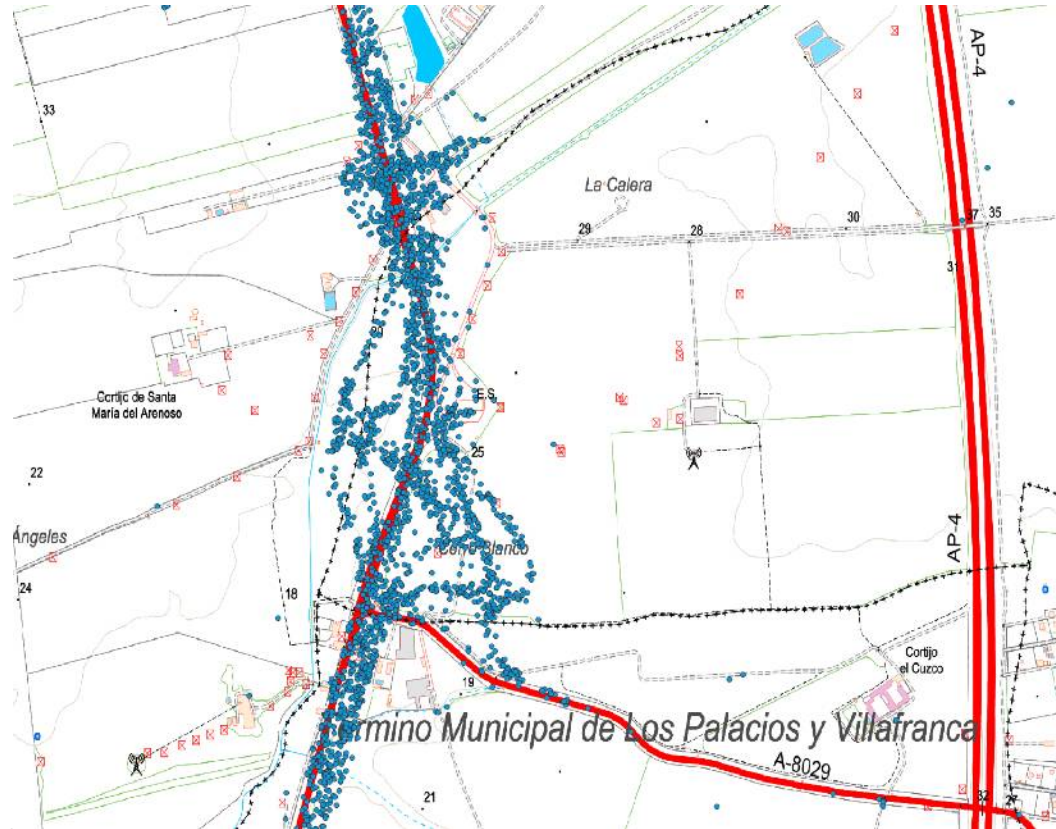 AP-4
33
La Calera
29
28
30
37
35
31
20
Cortijo de Santa
María del Arenoso
E.S.
25
22
Ángeles
AP-4
24
18
Cerro Blanco
Cortijo
el Cuzco
19
Término Municipal de Los Palacios y Villafranca
A-8029
21
32
27